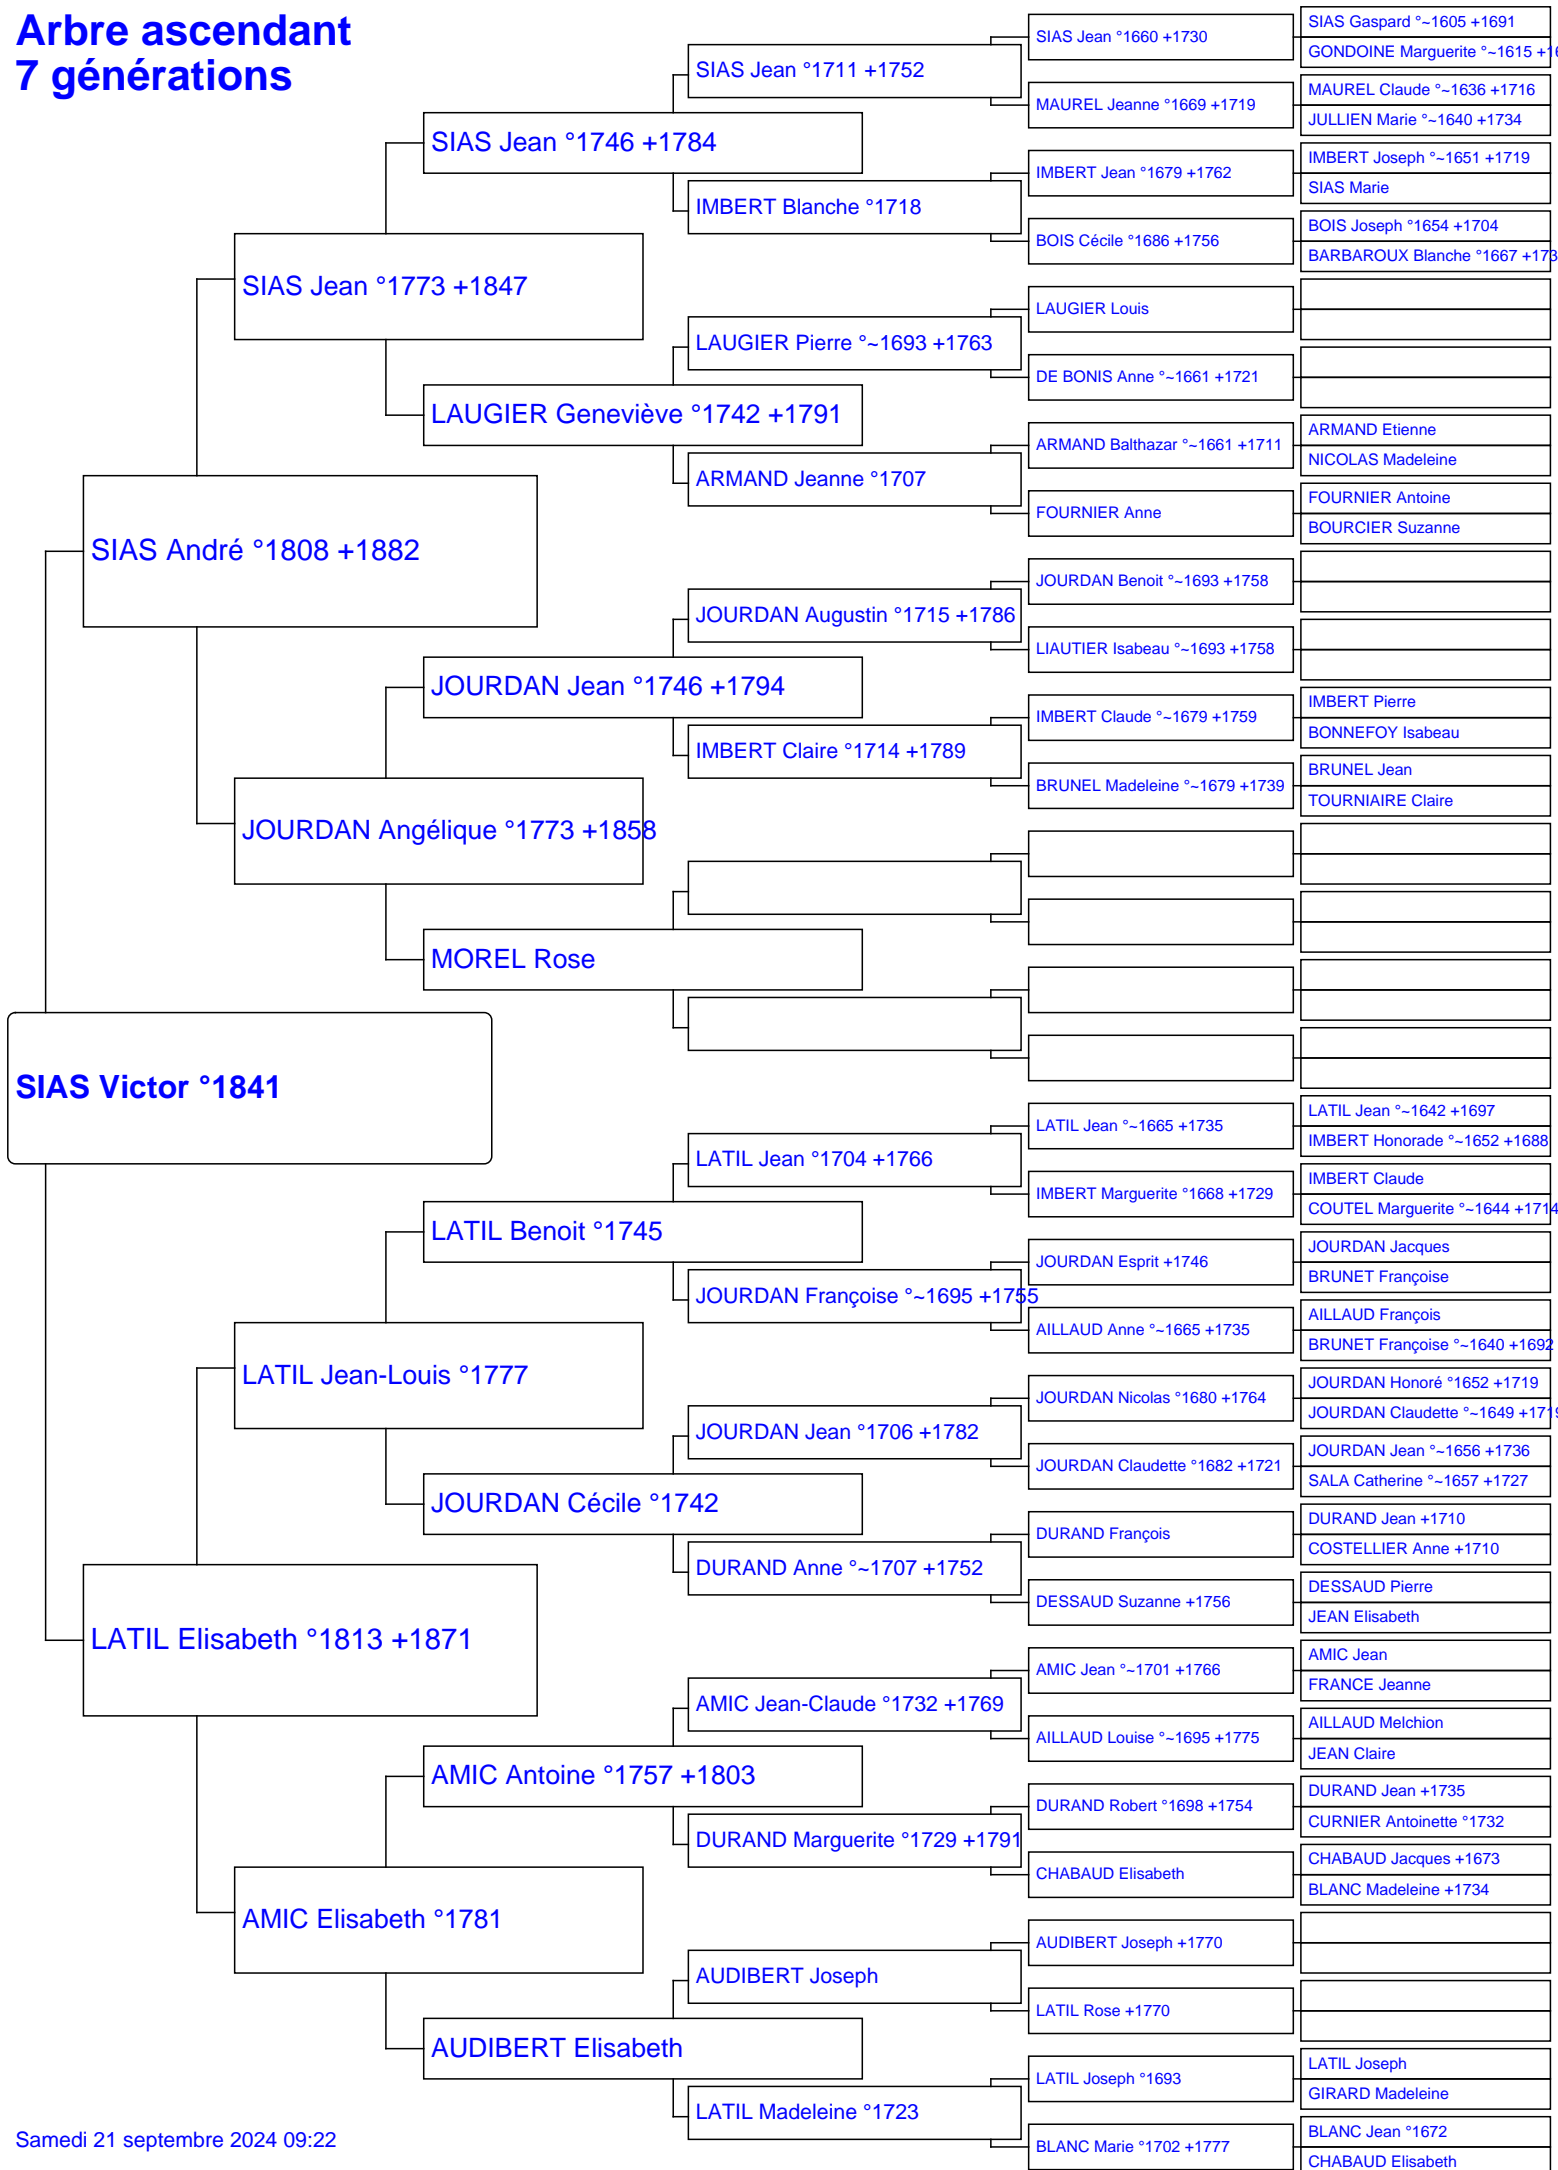 Arbre ascendant
7 générations
SIAS Victor °1841
SIAS André °1808 +1882
LATIL Elisabeth °1813 +1871
SIAS Jean °1773 +1847
JOURDAN Angélique °1773 +1858
LATIL Jean-Louis °1777
AMIC Elisabeth °1781
SIAS Jean °1746 +1784
LAUGIER Geneviève °1742 +1791
JOURDAN Jean °1746 +1794
MOREL Rose
LATIL Benoit °1745
JOURDAN Cécile °1742
AMIC Antoine °1757 +1803
AUDIBERT Elisabeth
SIAS Jean °1711 +1752
IMBERT Blanche °1718
LAUGIER Pierre °~1693 +1763
ARMAND Jeanne °1707
JOURDAN Augustin °1715 +1786
IMBERT Claire °1714 +1789
LATIL Jean °1704 +1766
JOURDAN Françoise °~1695 +1755
JOURDAN Jean °1706 +1782
DURAND Anne °~1707 +1752
AMIC Jean-Claude °1732 +1769
DURAND Marguerite °1729 +1791
AUDIBERT Joseph
LATIL Madeleine °1723
SIAS Jean °1660 +1730
MAUREL Jeanne °1669 +1719
IMBERT Jean °1679 +1762
BOIS Cécile °1686 +1756
LAUGIER Louis
DE BONIS Anne °~1661 +1721
ARMAND Balthazar °~1661 +1711
FOURNIER Anne
JOURDAN Benoit °~1693 +1758
LIAUTIER Isabeau °~1693 +1758
IMBERT Claude °~1679 +1759
BRUNEL Madeleine °~1679 +1739
LATIL Jean °~1665 +1735
IMBERT Marguerite °1668 +1729
JOURDAN Esprit +1746
AILLAUD Anne °~1665 +1735
JOURDAN Nicolas °1680 +1764
JOURDAN Claudette °1682 +1721
DURAND François
DESSAUD Suzanne +1756
AMIC Jean °~1701 +1766
AILLAUD Louise °~1695 +1775
DURAND Robert °1698 +1754
CHABAUD Elisabeth
AUDIBERT Joseph +1770
LATIL Rose +1770
LATIL Joseph °1693
BLANC Marie °1702 +1777
SIAS Gaspard °~1605 +1691
GONDOINE Marguerite °~1615
MAUREL Claude °~1636 +1716
JULLIEN Marie °~1640 +1734
IMBERT Joseph °~1651 +1719
SIAS Marie
BOIS Joseph °1654 +1704
BARBAROUX Blanche °1667 +173
ARMAND Etienne
NICOLAS Madeleine
FOURNIER Antoine
BOURCIER Suzanne
IMBERT Pierre
BONNEFOY Isabeau
BRUNEL Jean
TOURNIAIRE Claire
LATIL Jean °~1642 +1697
IMBERT Honorade °~1652 +1688
IMBERT Claude
COUTEL Marguerite °~1644 +1714
JOURDAN Jacques
BRUNET Françoise
AILLAUD François
BRUNET Françoise °~1640 +1692
JOURDAN Honoré °1652 +1719
JOURDAN Claudette °~1649 +1719
JOURDAN Jean °~1656 +1736
SALA Catherine °~1657 +1727
DURAND Jean +1710
COSTELLIER Anne +1710
DESSAUD Pierre
JEAN Elisabeth
AMIC Jean
FRANCE Jeanne
AILLAUD Melchion
JEAN Claire
DURAND Jean +1735
CURNIER Antoinette °1732
CHABAUD Jacques +1673
BLANC Madeleine +1734
LATIL Joseph
GIRARD Madeleine
BLANC Jean °1672
CHABAUD Elisabeth
Samedi 21 septembre 2024 09:22